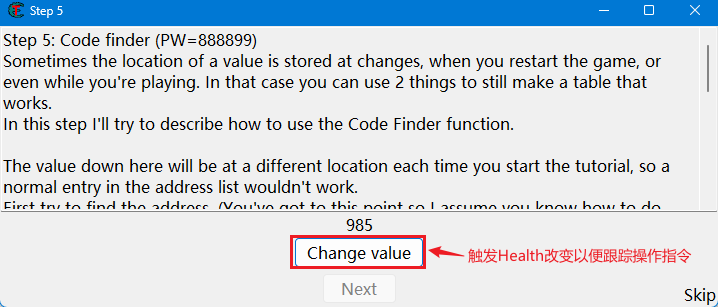 Step 5
Step 5: Code finder (PW=888899)
Sometimes the location of a value is stored at changes, when you restart the game, or
even while you're playing. In that case you can use 2 things to still make a table that
works.
In this step I'll try to describe how to use the Code Finder function.
The value down here will be at a different location each time you start the tutorial, so a
normal entry in the address list wouldn't work.
First try to find the address. (You've got to this point so I assume you know how to do
985
Change value
触发Health改变以便跟踪操作指令
Next
Skip